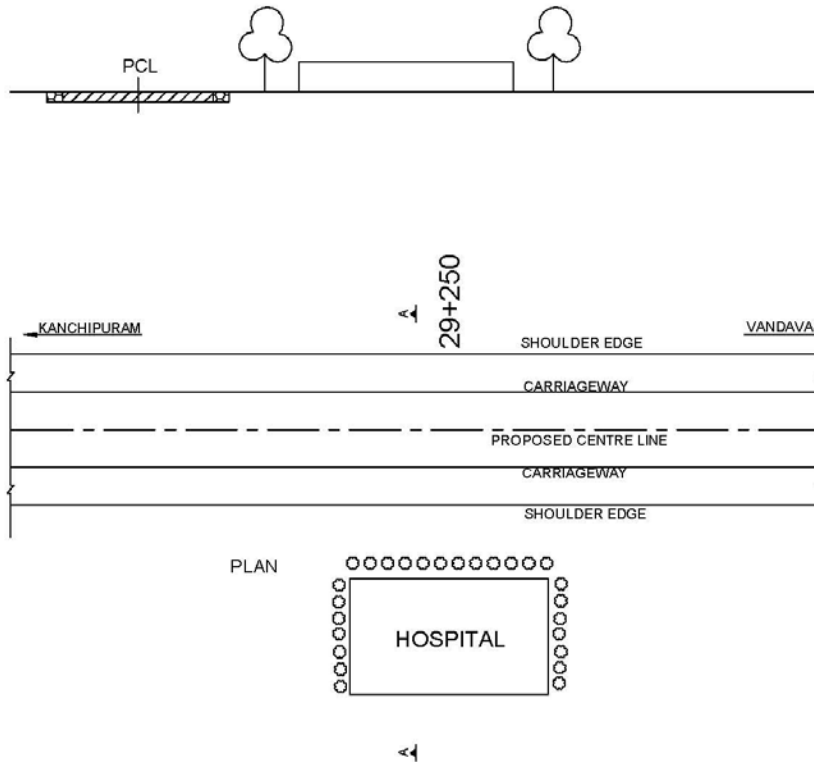 PCL
A
29+250
KANCHIPURAM
VANDAVA
SHOULDER EDGE
CARRIAGEWAY
PROPOSED CENTRE LINE
CARRIAGEWAY
SHOULDER EDGE
PLAN
HOSPITAL
A